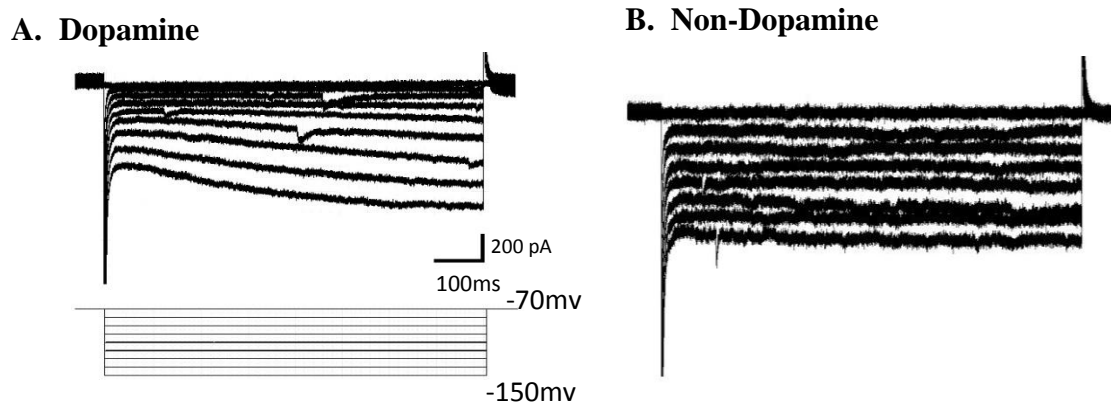 A. Dopamine
B. Non-Dopamine
200 pA
100ms
-70mv
-150mv